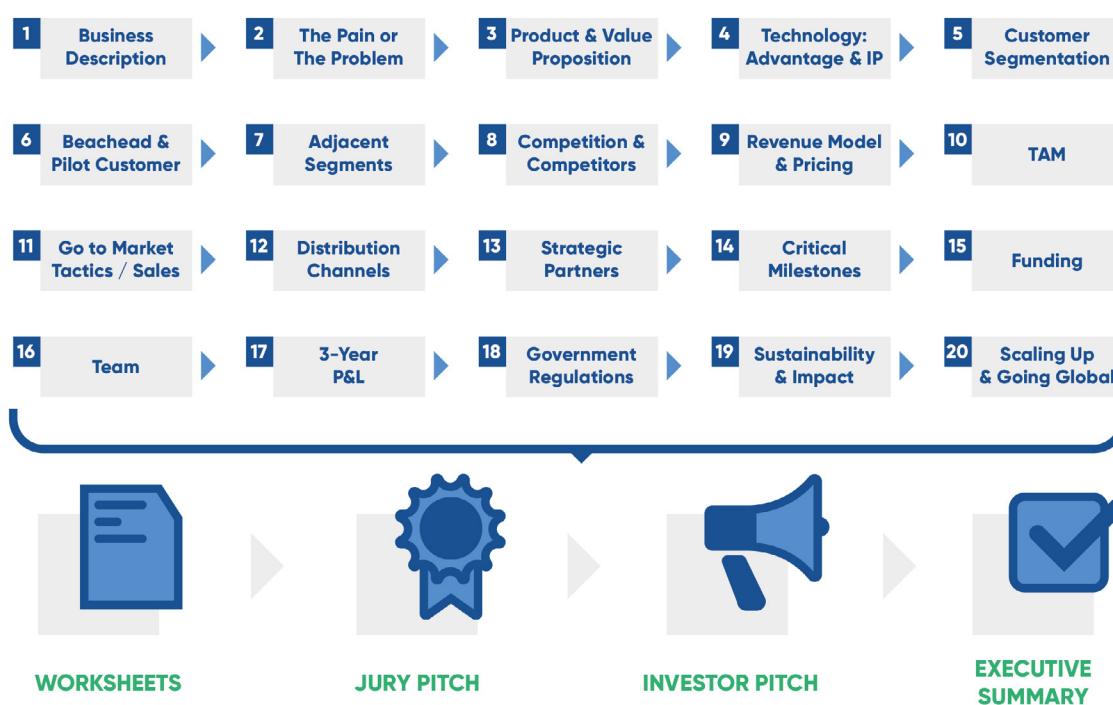 1 Business
Description
2 The Pain or
The Problem
3 Product & Value
Proposition
4 Technology:
Advantage & IP
5 Customer
Segmentation
6 Beachead &
Pilot Customer
7 Adjacent
Segments
8 Competition &
Competitors
9 Revenue Model
& Pricing
10 TAM
11 Go to Market
Tactics / Sales
12 Distribution
Channels
13 Strategic
Partners
14 Critical
Milestones
15 Funding
16 Team
17 3-Year
P&L
18 Government
Regulations
19 Sustainability
& Impact
20 Scaling Up
& Going Global
WORKSHEETS
JURY PITCH
INVESTOR PITCH
EXECUTIVE
SUMMARY